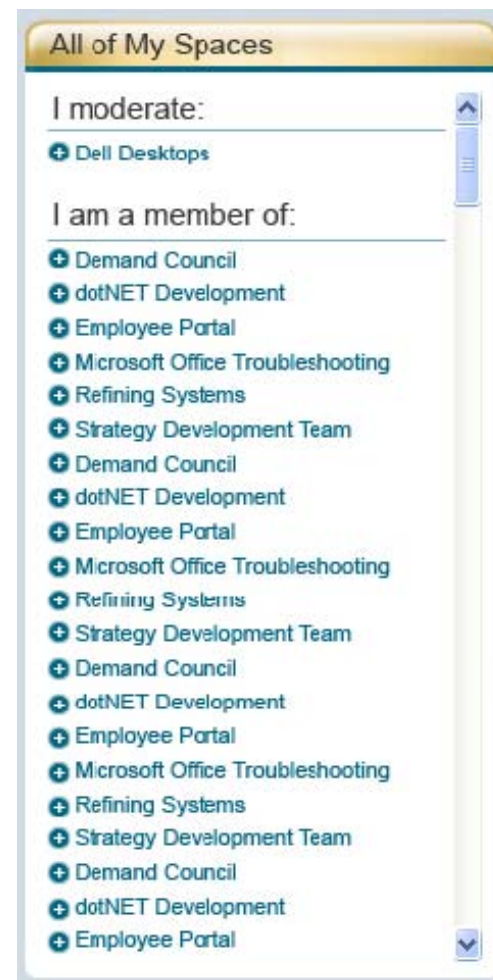 All of My Spaces
I moderate:
Dell Desktops
I am a member of:
Demand Council
dotNET Development
Employee Portal
Microsoft Office Troubleshooting
Refining Systems
Strategy Development Team
Demand Council
dotNET Development
Employee Portal
Microsoft Office Troubleshooting
Refining Systems
Strategy Development Team
Demand Council
dotNET Development
Employee Portal
Microsoft Office Troubleshooting
Refining Systems
Strategy Development Team
Demand Council
dotNET Development
Employee Portal